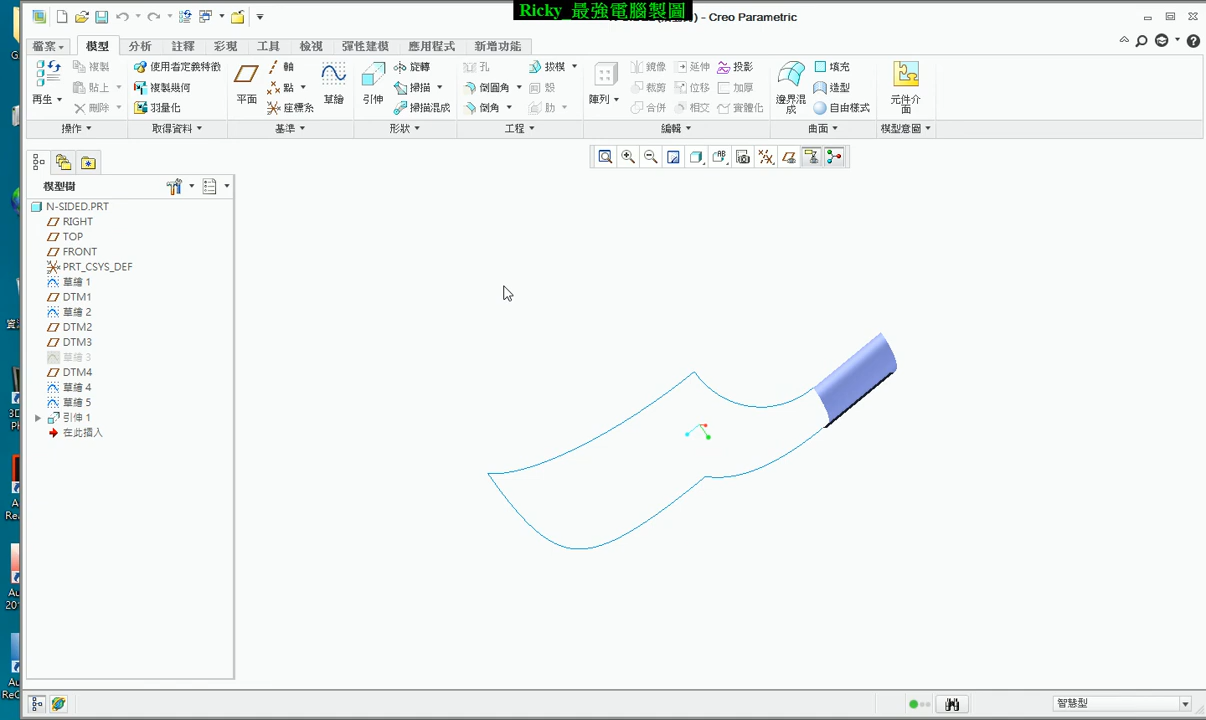 Ricky 最強電腦製圖
- Creo Parametric
檔案
模型
分析
註釋
彩現
工具
檢視
彈性建模
應用程式
新增功能
再生
複製
貼上
刪除
使用者定義特徵
複製幾何
羽量化
平面
軸
點
座標系
草繪
引伸
旋轉
掃描
掃描混成
孔
倒圓角
倒角
拔模
殼
肋
陣列
鏡像
延伸
投影
裁剪
位移
加厚
合併
相交
實體化
邊界混
成
填充
造型
自由樣式
元件介
面
操作
取得資料
基準
形狀
工程
編輯
曲面
模型意圖
模型樹
N-SIDED.PRT
RIGHT
TOP
FRONT
PRT_CSYS_DEF
草繪 1
DTM1
草繪 2
DTM2
DTM3
草繪 3
DTM4
草繪 4
草繪 5
引伸 1
在此插入
智慧型